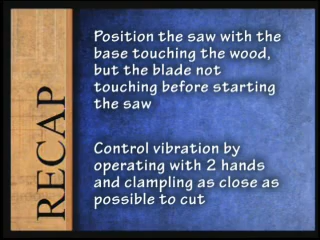 RECAP
Position the saw with the
base touching the wood,
but the blade not
touching before starting
the saw
Control vibration by
operating with 2 hands
and clampling as close as
possible to cut